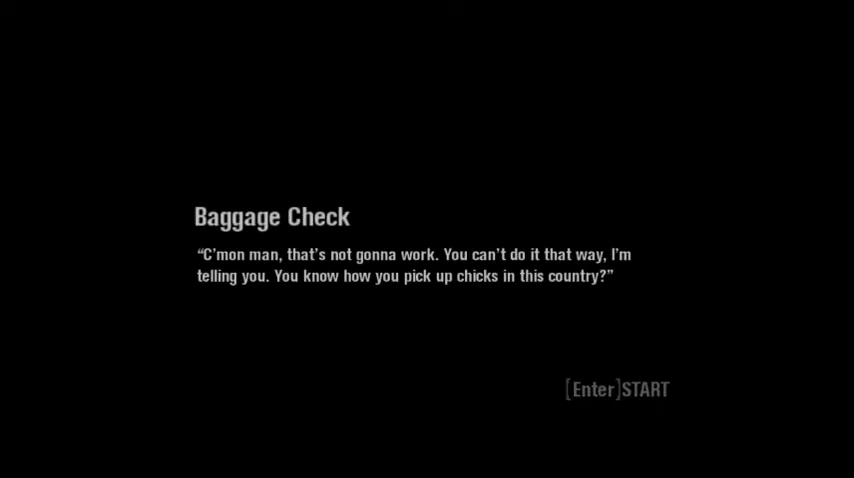 Baggage Check
“C’mon man, that’s not gonna work. You can’t do it that way, I’m
telling you. You know how you pick up chicks in this country?”
[Enter]START